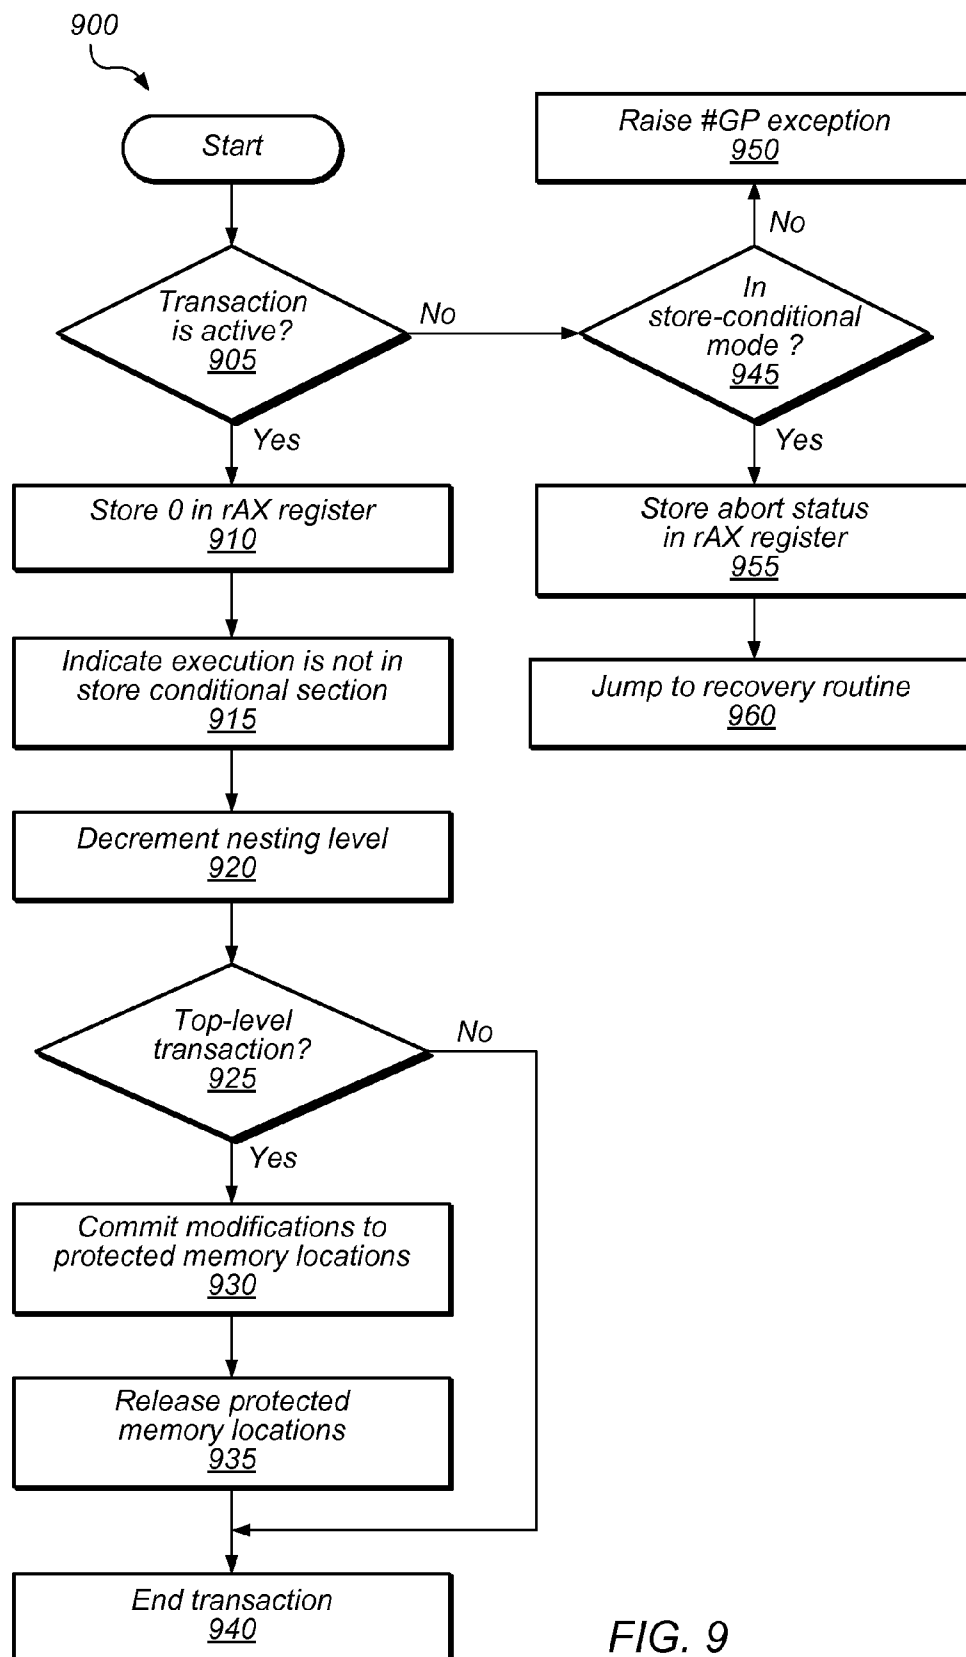 900
Start
Transaction
is active?
905
No
Yes
Store 0 in rAX register
910
Indicate execution is not in
store conditional section
915
Decrement nesting level
920
Top-level
transaction?
925
No
Yes
Commit modifications to
protected memory locations
930
Release protected
memory locations
935
End transaction
940
Raise #GP exception
950
No
In
store-conditional
mode ?
945
Yes
Store abort status
in rAX register
955
Jump to recovery routine
960
FIG. 9